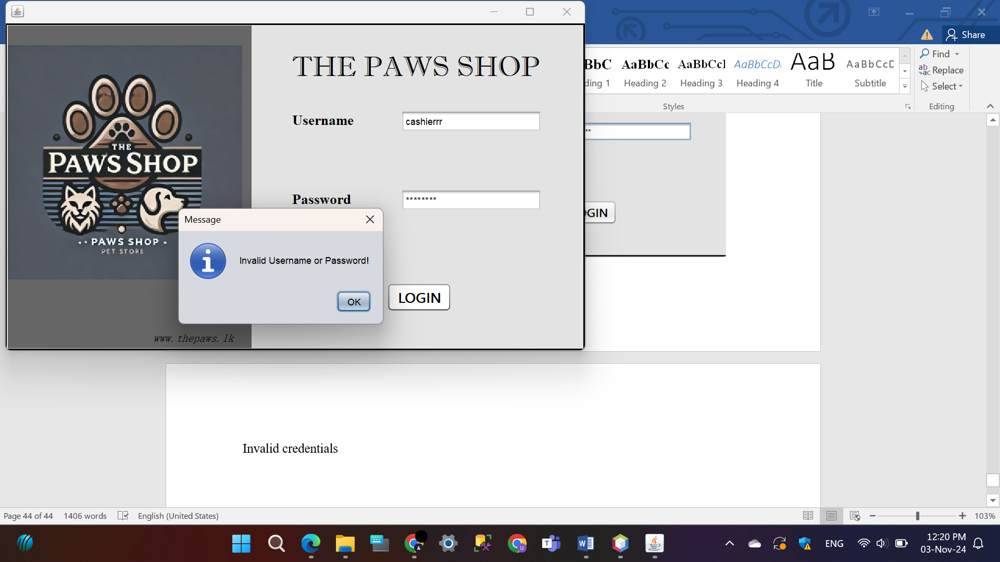 THE PAWS SHOP
Username
cashierrr
Password
********
THE
PAWS SHOP
PAWS SHOP
PET STORE
www.thepaws.lk
Message
Invalid Username or Password!
OK
LOGIN
Share
Find
Replace
Select
Editing
BbC AaBbCc AaBbCcI AaBbCcD AaB AaBbCcD
ding 1 Heading 2 Heading 3 Heading 4 Title Subtitle
Styles
**
OGIN
Invalid credentials
Page 44 of 44 1406 words English (United States) 103%
ENG
12:20 PM
03-Nov-24